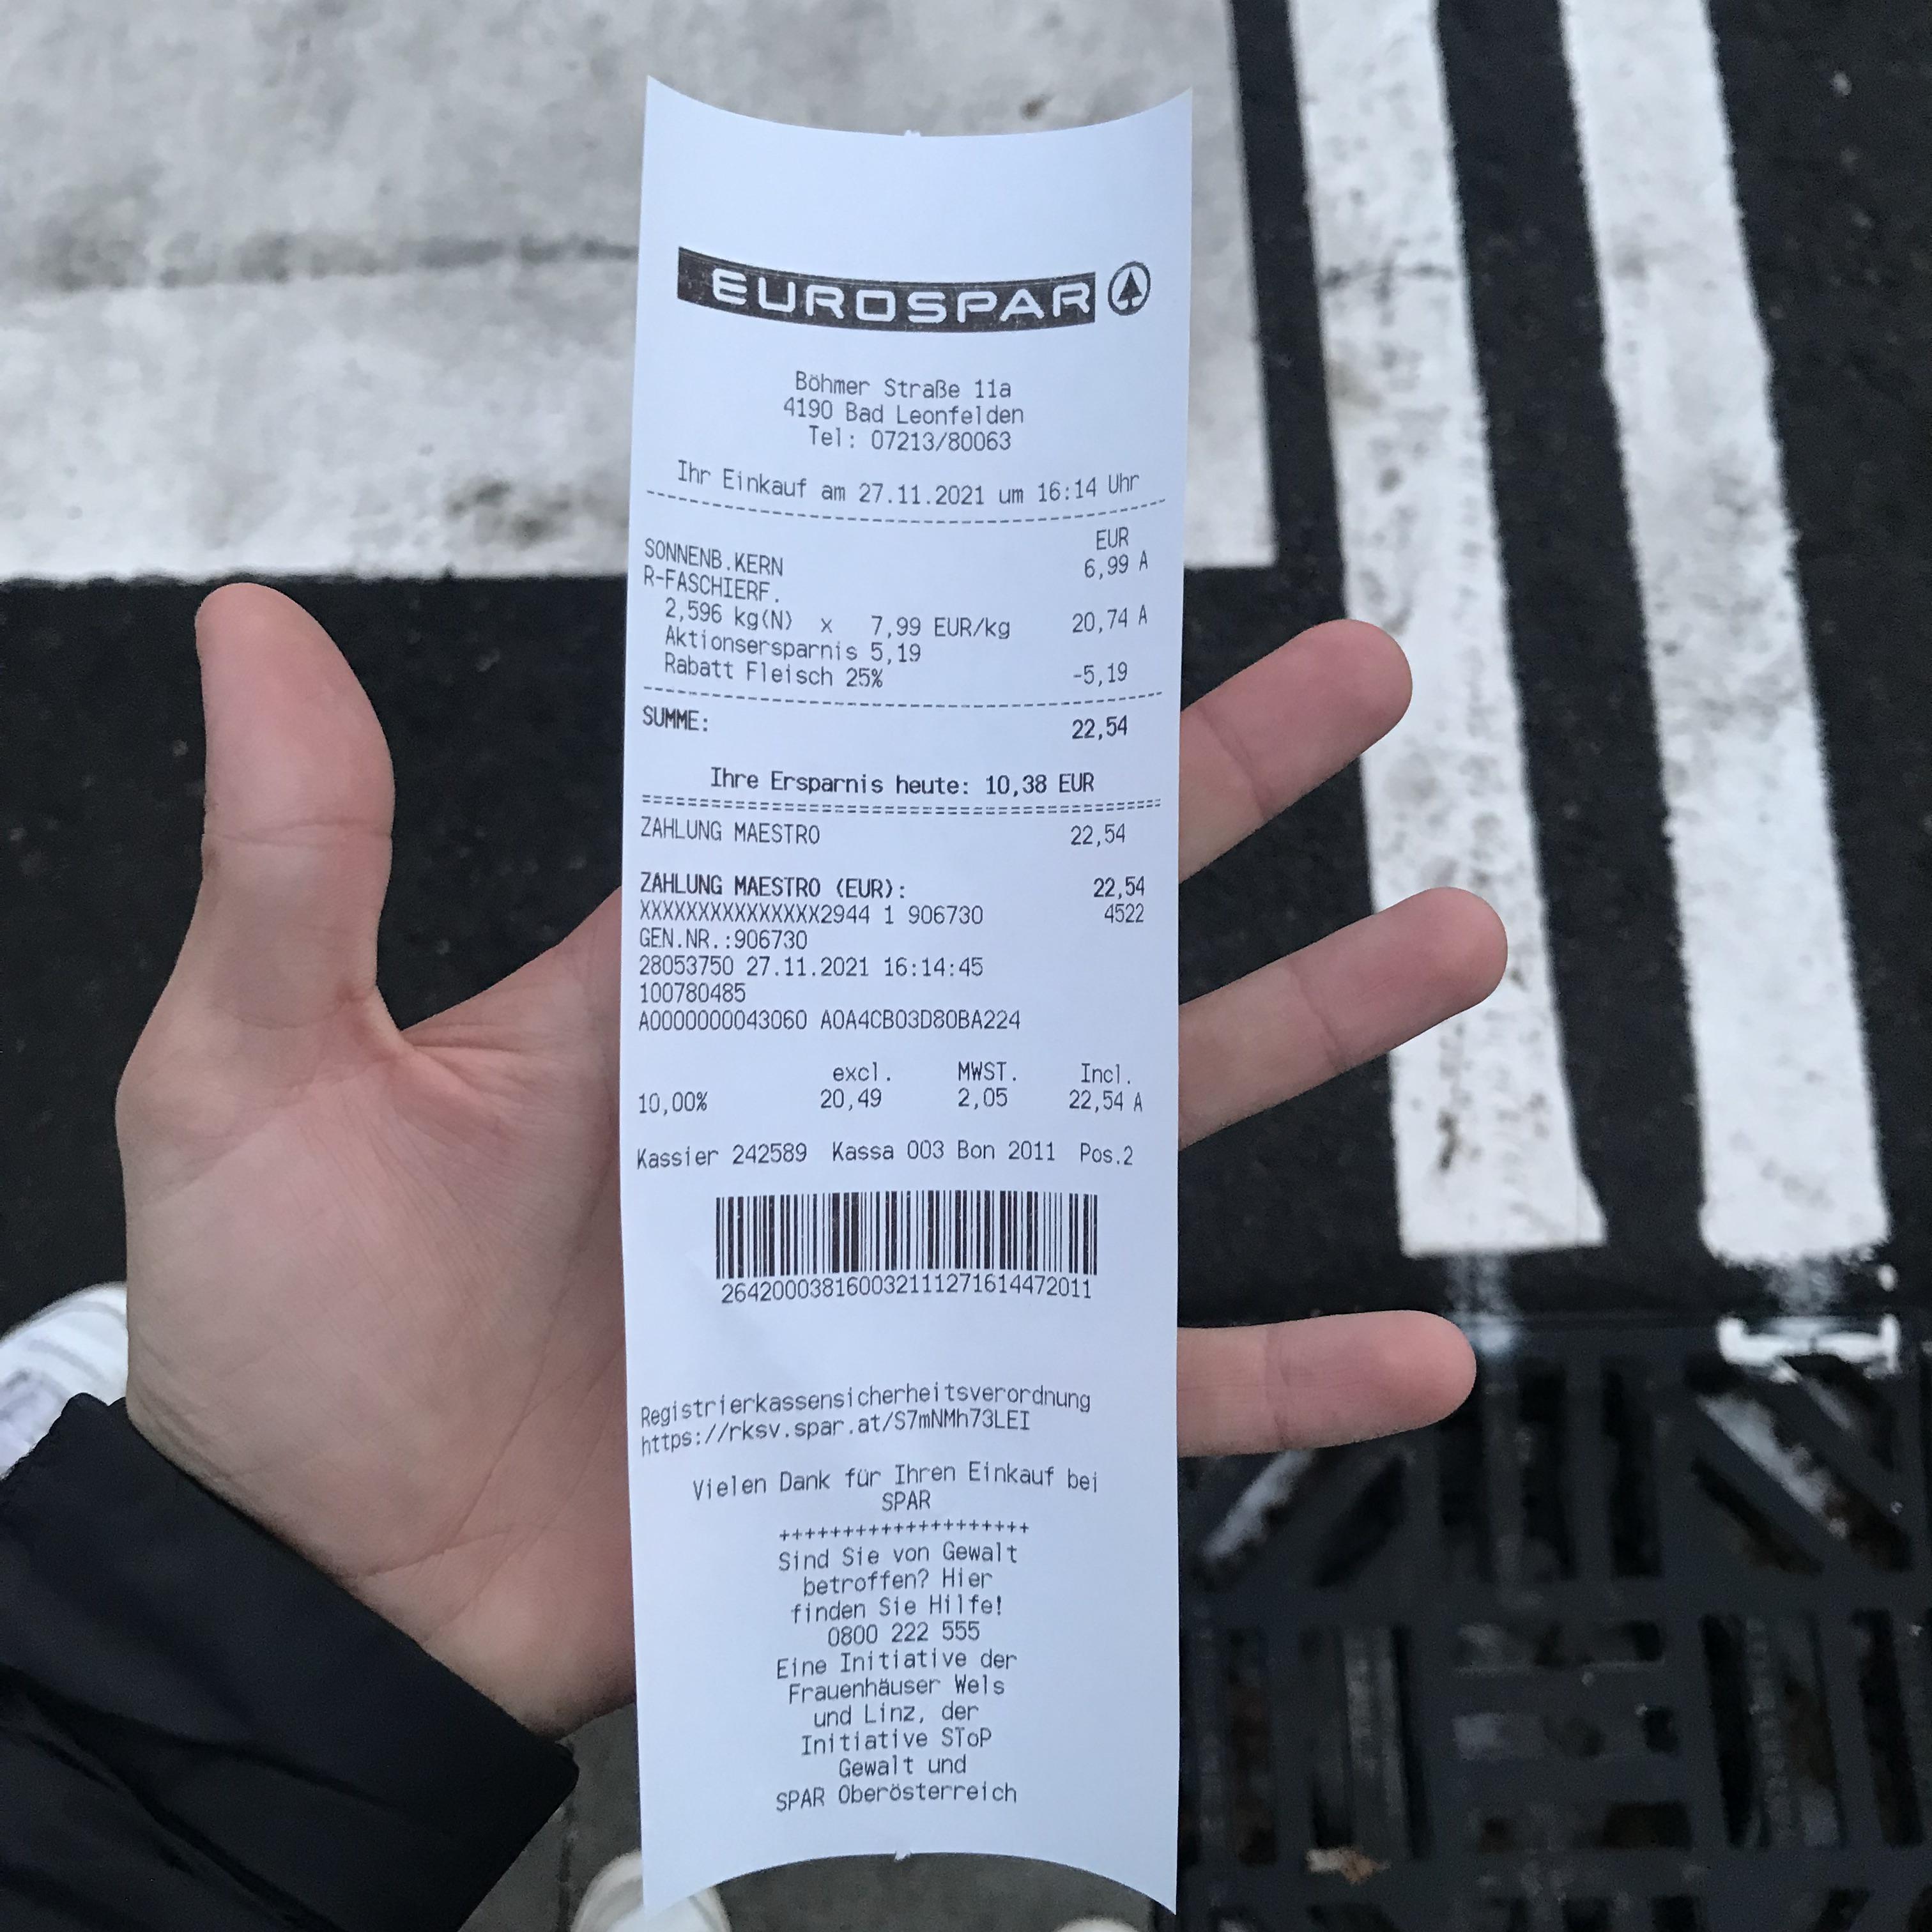 EUROSPAR
Böhmer Straße 11a
4190 Bad Leonfelden
Tel: 07213/80063
Ihr Einkauf am 27.11.2021 um 16:14 Uhr
EUR
SONNENB.KERN 6,99 A
R-FASCHIERF.
2,596 kg(N) x 7,99 EUR/kg 20,74 A
Aktionsersparnis 5,19
Rabatt Fleisch 25% -5,19
SUMME: 22,54
Ihre Ersparnis heute: 10,38 EUR
ZAHLUNG MAESTRO 22,54
ZAHLUNG MAESTRO (EUR): 22,54
XXXXXXXXXXXXXXX2944 1 906730 4522
GEN.NR.:906730
28053750 27.11.2021 16:14:45
100780485
A0000000043060 A0A4CB03D80BA224
excl. MWST. Incl.
10,00% 20,49 2,05 22,54 A
Kassier 242589 Kassa 003 Bon 2011 Pos.2
264200038160032111271614472011
Registrierkassensicherheitsverordnung
https://rksv.spar.at/S7mNMh73LEI
Vielen Dank für Ihren Einkauf bei
SPAR
++++++++++++++++++++
Sind Sie von Gewalt
betroffen? Hier
finden Sie Hilfe!
0800 222 555
Eine Initiative der
Frauenhäuser Wels
und Linz, der
Initiative SToP
Gewalt und
SPAR Oberösterreich